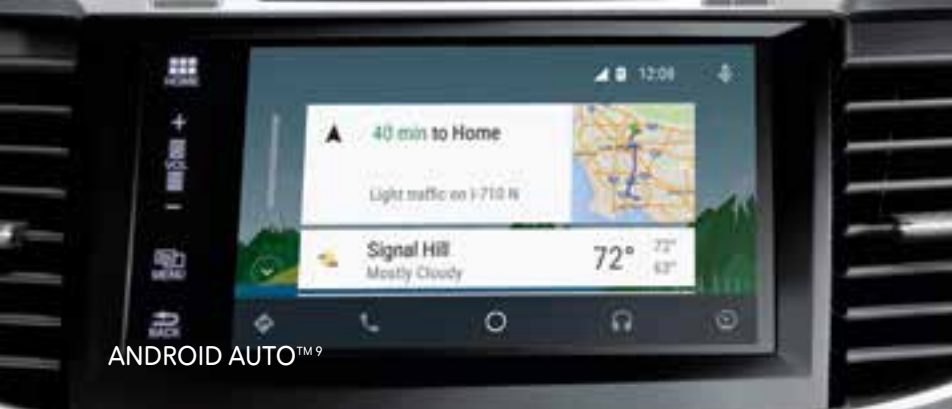 HOME
12:08
+
40 min to Home
VOL
Light traffic on I-710 N
−
Signal Hill
Mostly Cloudy
72°
72°
63°
MENU
BACK
ANDROID AUTO™ 9